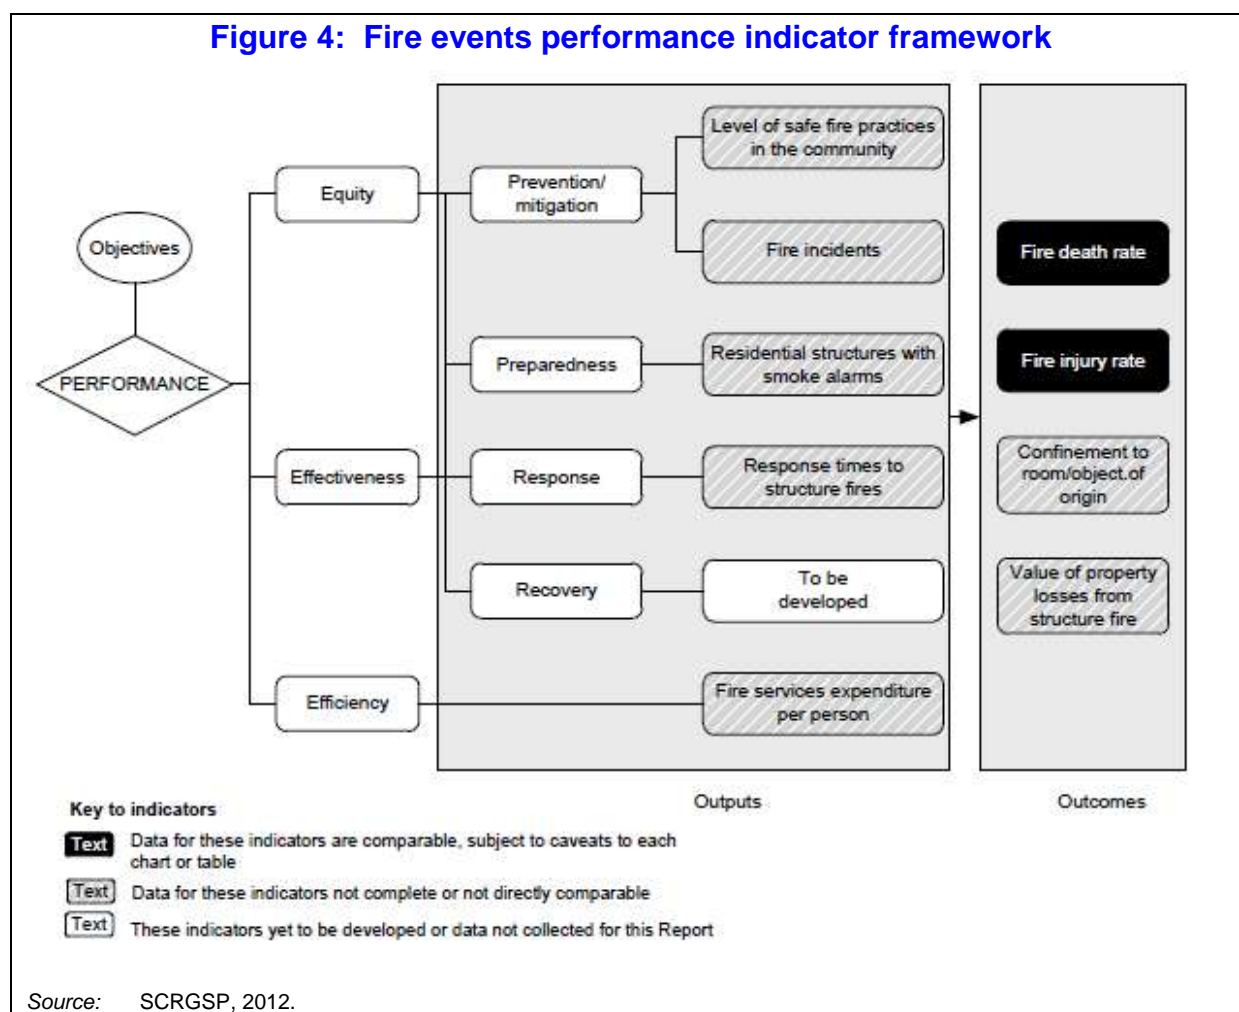 Figure 4: Fire events performance indicator framework
Level of safe fire practices
in the community
Equity
Prevention/
mitigation
Objectives
Fire incidents
Fire death rate
PERFORMANCE
Preparedness
Residential structures with
smoke alarms
Fire injury rate
Effectiveness
Response
Response times to
structure fires
Confinement to
room/object.of
origin
Recovery
To be
developed
Value of property
losses from
structure fire
Efficiency
Fire services expenditure
per person
Outputs
Outcomes
Key to indicators
Text Data for these indicators are comparable, subject to caveats to each
chart or table
Text Data for these indicators not complete or not directly comparable
Text These indicators yet to be developed or data not collected for this Report
Source: SCRGSP, 2012.